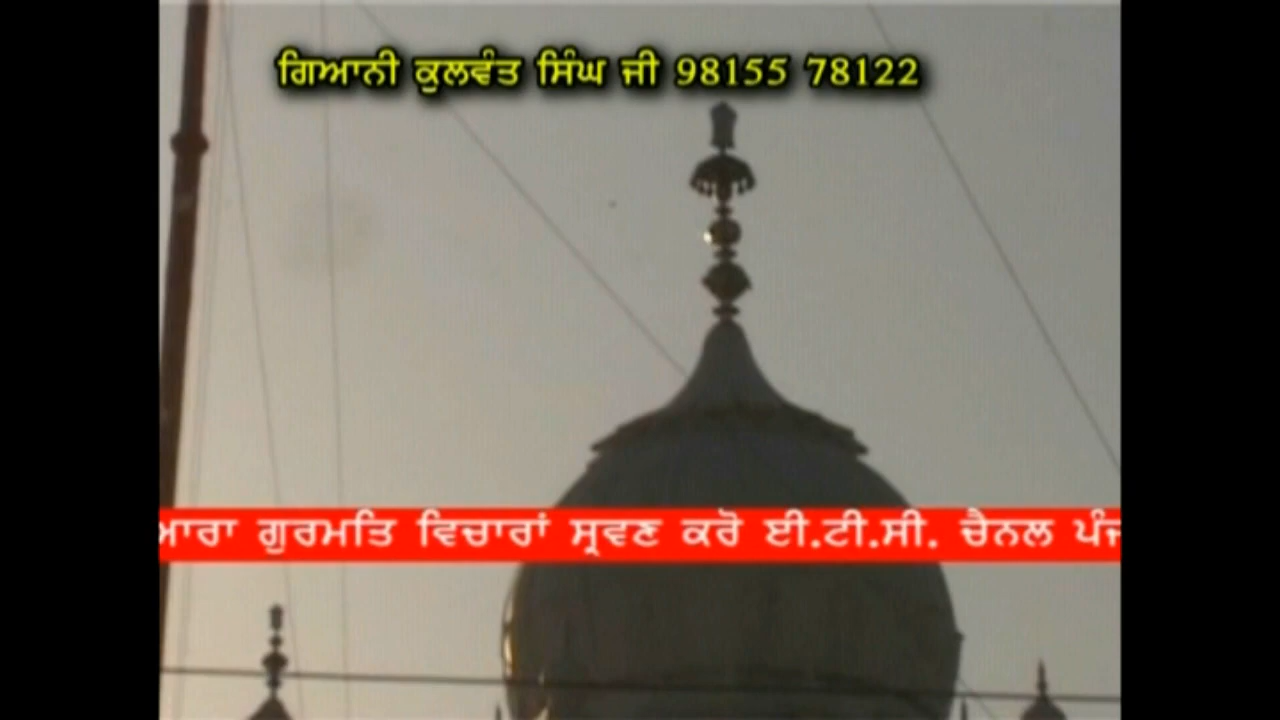 ਗਿਆਨੀ ਕੁਲਵੰਤ ਸਿੰਘ ਜੀ 98155 78122
ਗੁਰਮਤਿ ਵਿਚਾਰਾਂ ਸ੍ਰਵਣ ਕਰੋ ਈ.ਟੀ.ਸੀ. ਚੈਨਲ